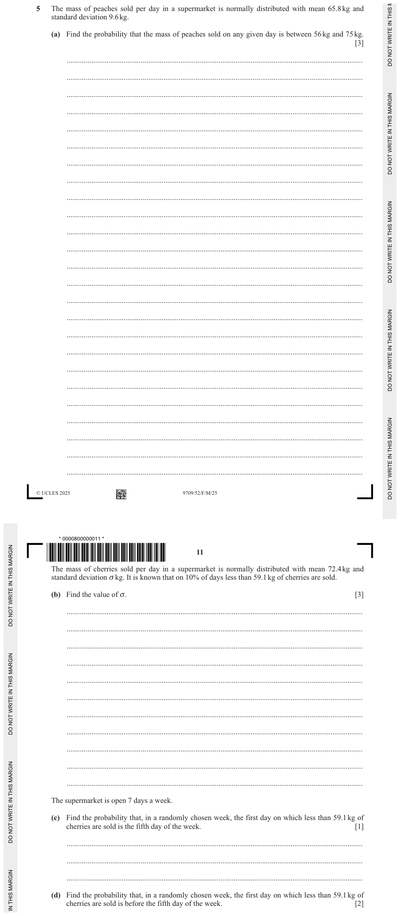 5 The mass of peaches sold per day in a supermarket is normally distributed with mean 65.8 kg and
standard deviation 9.6 kg.
(a) Find the probability that the mass of peaches sold on any given day is between 56 kg and 75 kg.
[3]
DO NOT WRITE IN THIS MARGIN
DO NOT WRITE IN THIS MARGIN
DO NOT WRITE IN THIS MARGIN
DO NOT WRITE IN THIS MARGIN
DO NOT WRITE IN THIS MARGIN
© UCLES 2025
9709/52/F/M/25
* 0000800000011 *
11
The mass of cherries sold per day in a supermarket is normally distributed with mean 72.4 kg and
standard deviation σ kg. It is known that on 10% of days less than 59.1 kg of cherries are sold.
(b) Find the value of σ. [3]
The supermarket is open 7 days a week.
(c) Find the probability that, in a randomly chosen week, the first day on which less than 59.1 kg of
cherries are sold is the fifth day of the week. [1]
(d) Find the probability that, in a randomly chosen week, the first day on which less than 59.1 kg of
cherries are sold is before the fifth day of the week. [2]
DO NOT WRITE IN THIS MARGIN
DO NOT WRITE IN THIS MARGIN
DO NOT WRITE IN THIS MARGIN
IN THIS MARGIN